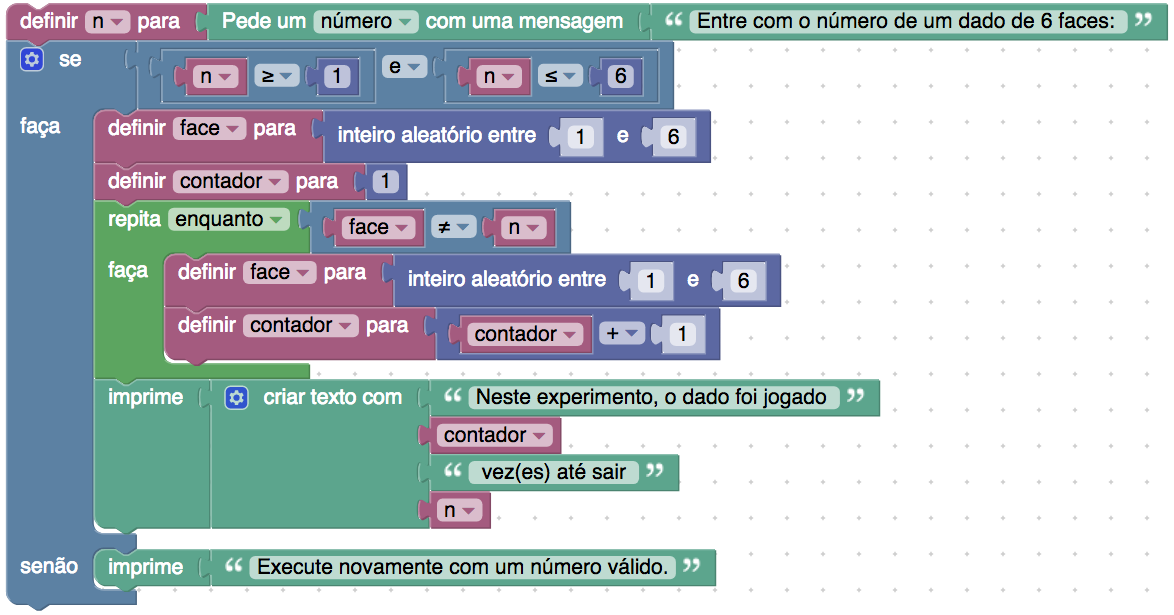 definir n para Pede um número com uma mensagem “ Entre com o número de um dado de 6 faces: ”
se n ≥ 1 e n ≤ 6
faça definir face para inteiro aleatório entre 1 e 6
definir contador para 1
repita enquanto face ≠ n
faça definir face para inteiro aleatório entre 1 e 6
definir contador para contador + 1
imprime criar texto com “ Neste experimento, o dado foi jogado ”
contador
“ vez(es) até sair ”
n
senão imprime “ Execute novamente com um número válido. ”